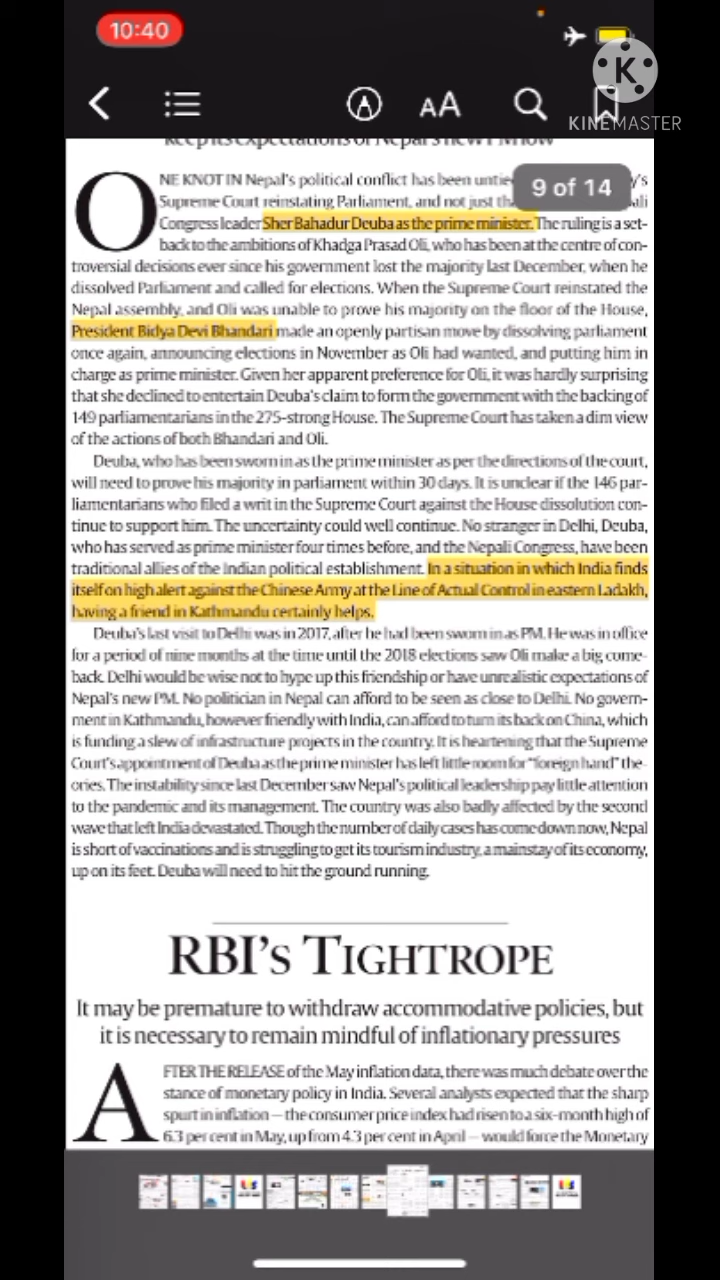 10:40
KINEMASTER
Keep its expectations of Nepal's new PM low
9 of 14
ONE KNOT IN Nepal's political conflict has been untied
Supreme Court reinstating Parliament, and not just
Congress leader Sher Bahadur Deuba as the prime minister. The ruling is a set-
back to the ambitions of Khadga Prasad Oli, who has been at the centre of con-
troversial decisions ever since his government lost the majority last December, when he
dissolved Parliament and called for elections. When the Supreme Court reinstated the
Nepal assembly, and Oli was unable to prove his majority on the floor of the House,
President Bidya Devi Bhandari made an openly partisan move by dissolving parliament
once again, announcing elections in November as Oli had wanted, and putting him in
charge as prime minister. Given her apparent preference for Oli, it was hardly surprising
that she declined to entertain Deuba's claim to form the government with the backing of
149 parliamentarians in the 275-strong House. The Supreme Court has taken a dim view
of the actions of both Bhandari and Oli.
Deuba, who has been sworn in as the prime minister as per the directions of the court,
will need to prove his majority in parliament within 30 days. It is unclear if the 146 par-
liamentarians who filed a writ in the Supreme Court against the House dissolution con-
tinue to support him. The uncertainty could well continue. No stranger in Delhi, Deuba,
who has served as prime minister four times before, and the Nepali Congress, have been
traditional allies of the Indian political establishment. In a situation in which India finds
itself on high alert against the Chinese Army at the Line of Actual Control in eastern Ladakh,
having a friend in Kathmandu certainly helps.
Deuba's last visit to Delhi was in 2017, after he had been sworn in as PM. He was in office
for a period of nine months at the time until the 2018 elections saw Oli make a big come-
back. Delhi would be wise not to hype up this friendship or have unrealistic expectations of
Nepal's new PM. No politician in Nepal can afford to be seen as close to Delhi. No govern-
ment in Kathmandu, however friendly with India, can afford to turn its back on China, which
is funding a slew of infrastructure projects in the country. It is heartening that the Supreme
Court's appointment of Deuba as the prime minister has left little room for "foreign hand" the-
ories. The instability since last December saw Nepal's political leadership pay little attention
to the pandemic and its management. The country was also badly affected by the second
wave that left India devastated. Though the number of daily cases has come down now, Nepal
is short of vaccinations and is struggling to get its tourism industry, a mainstay of its economy,
up on its feet. Deuba will need to hit the ground running.
RBI'S TIGHTROPE
It may be premature to withdraw accommodative policies, but
it is necessary to remain mindful of inflationary pressures
AFTER THE RELEASE of the May inflation data, there was much debate over the
stance of monetary policy in India. Several analysts expected that the sharp
spurt in inflation — the consumer price index had risen to a six-month high of
6.3 per cent in May, up from 4.3 per cent in April — would force the Monetary